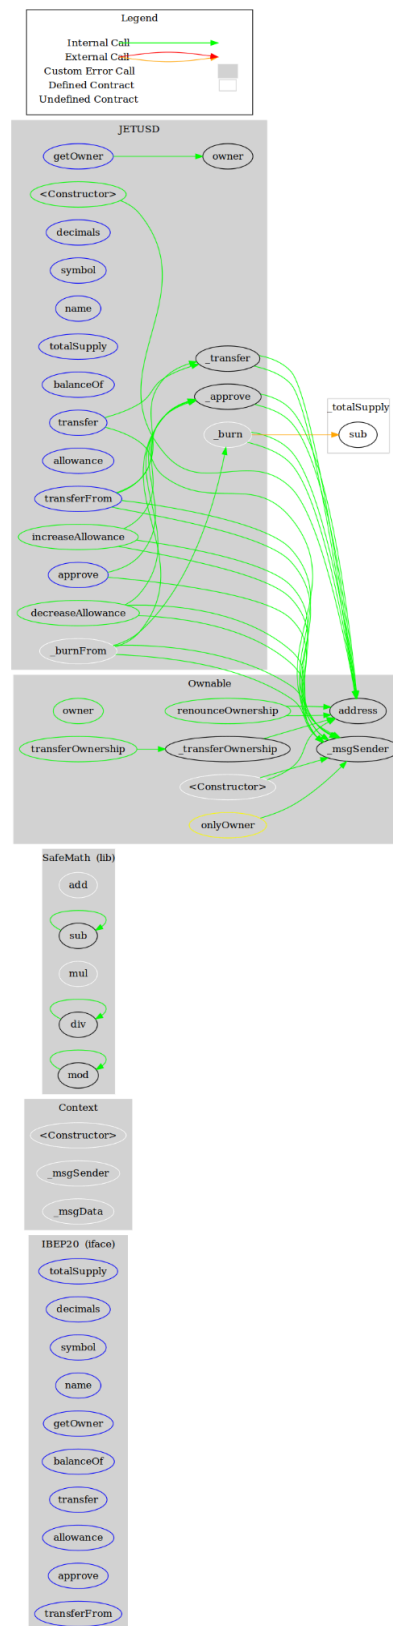 Legend
Internal Call
External Call
Custom Error Call
Defined Contract
Undefined Contract
JETUSD
getOwner
owner
<Constructor>
decimals
symbol
name
totalSupply
balanceOf
_transfer
_approve
transfer
_burn
allowance
transferFrom
increaseAllowance
approve
decreaseAllowance
_burnFrom
_totalSupply
sub
Ownable
owner
renounceOwnership
address
transferOwnership
_transferOwnership
_msgSender
<Constructor>
onlyOwner
SafeMath (lib)
add
sub
mul
div
mod
Context
<Constructor>
_msgSender
_msgData
IBEP20 (iface)
totalSupply
decimals
symbol
name
getOwner
balanceOf
transfer
allowance
approve
transferFrom